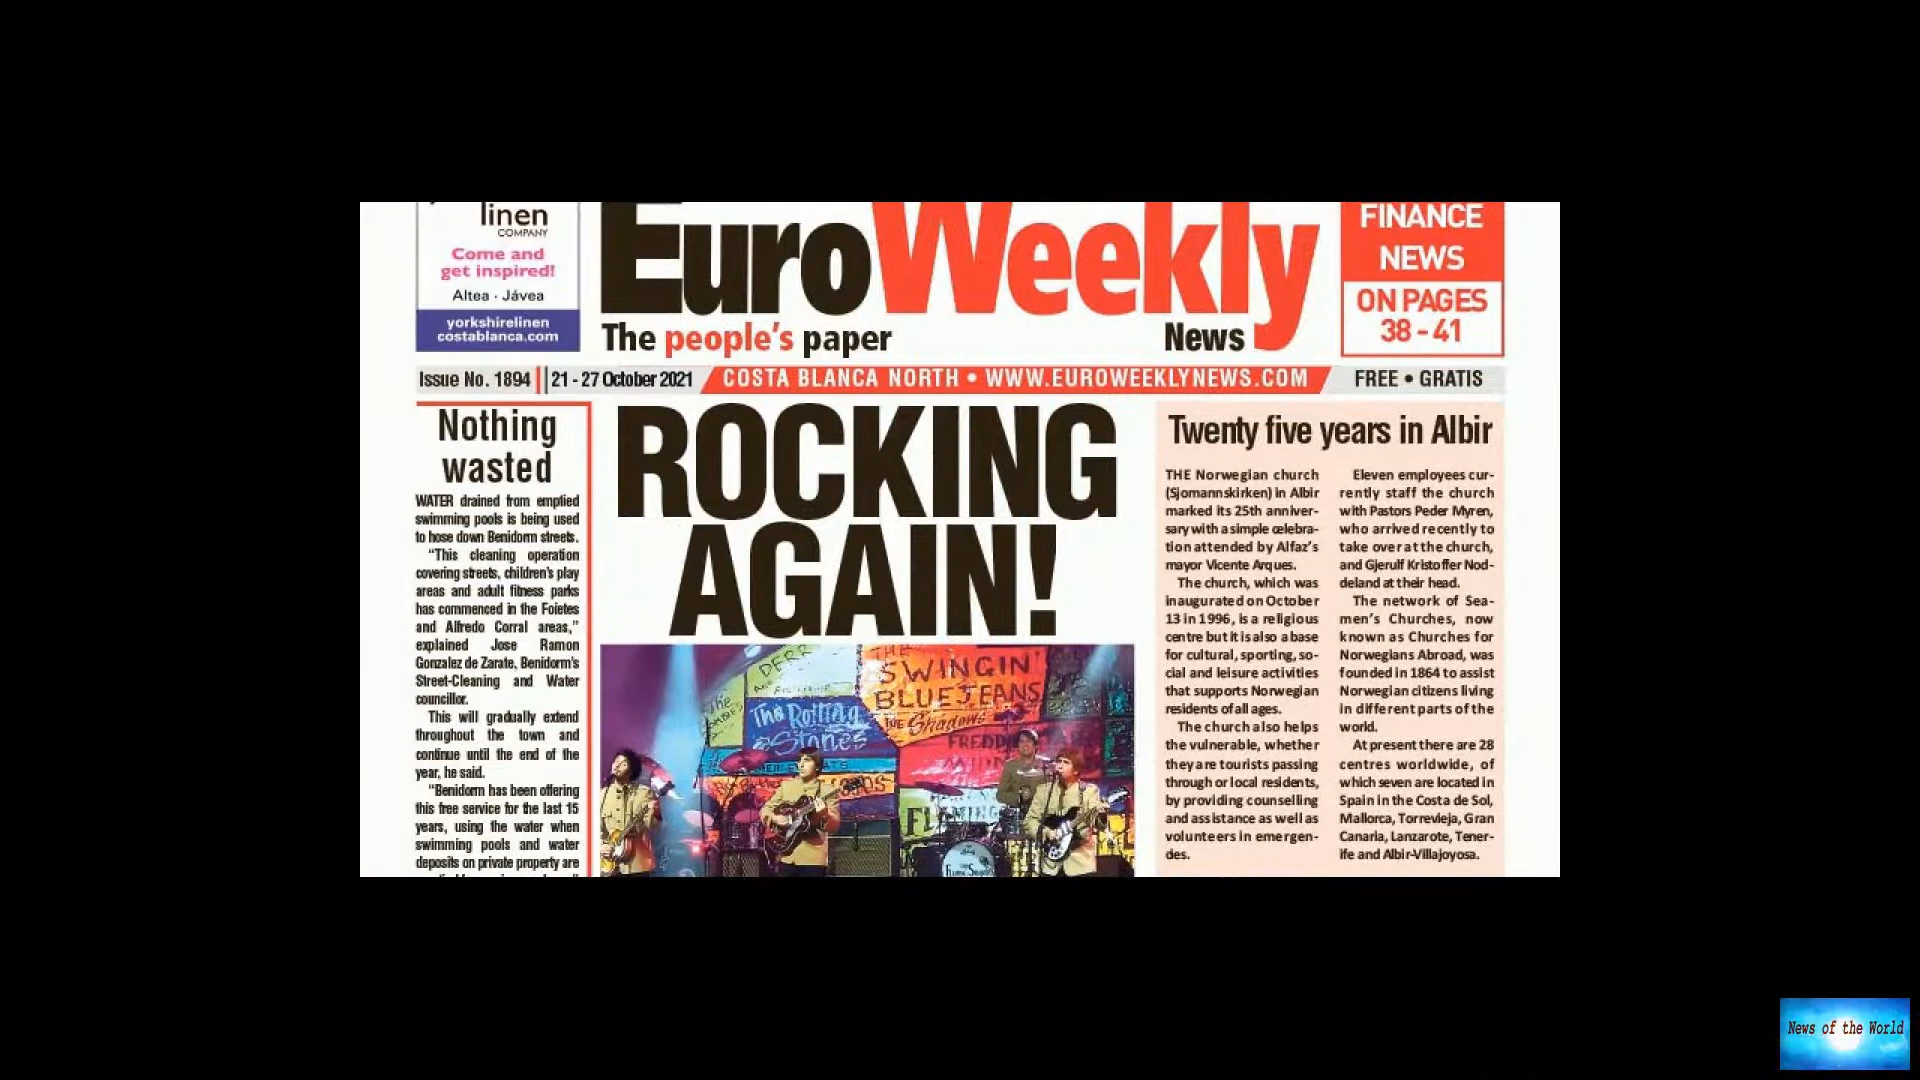 linen
COMPANY
Come and
get inspired!
Altea · Jávea
yorkshirelinen
costablanca.com
EuroWeekly
The people's paper
News
FINANCE
NEWS
ON PAGES
38 - 41
Issue No. 1894
21 - 27 October 2021
COSTA BLANCA NORTH • WWW.EUROWEEKLYNEWS.COM
FREE • GRATIS
Nothing
wasted
WATER drained from emptied
swimming pools is being used
to hose down Benidorm streets.
"This cleaning operation
covering streets, children's play
areas and adult fitness parks
has commenced in the Foietes
and Alfredo Corral areas,"
explained Jose Ramon
Gonzalez de Zarate, Benidorm's
Street-Cleaning and Water
councillor.
This will gradually extend
throughout the town and
continue until the end of the
year, he said.
"Benidorm has been offering
this free service for the last 15
years, using the water when
swimming pools and water
deposits on private property are
ROCKING
AGAIN!
THE
SWINGIN'
BLUE JEANS
The Rolling
Stones
THE Shadows
FREDD
FLAMING
Twenty five years in Albir
THE Norwegian church
(Sjomannskirken) in Albir
marked its 25th anniver-
sary with a simple celebra-
tion attended by Alfaz's
mayor Vicente Arques.
The church, which was
inaugurated on October
13 in 1996, is a religious
centre but it is also a base
for cultural, sporting, so-
cial and leisure activities
that supports Norwegian
residents of all ages.
The church also helps
the vulnerable, whether
they are tourists passing
through or local residents,
by providing counselling
and assistance as well as
volunteers in emergen-
cies.
Eleven employees cur-
rently staff the church
with Pastors Peder Myren,
who arrived recently to
take over at the church,
and Gjerulf Kristoffer Nod-
deland at their head.
The network of Sea-
men's Churches, now
known as Churches for
Norwegians Abroad, was
founded in 1864 to assist
Norwegian citizens living
in different parts of the
world.
At present there are 28
centres worldwide, of
which seven are located in
Spain in the Costa de Sol,
Mallorca, Torrevieja, Gran
Canaria, Lanzarote, Tener-
ife and Albir-Villajoyosa.
News of the World